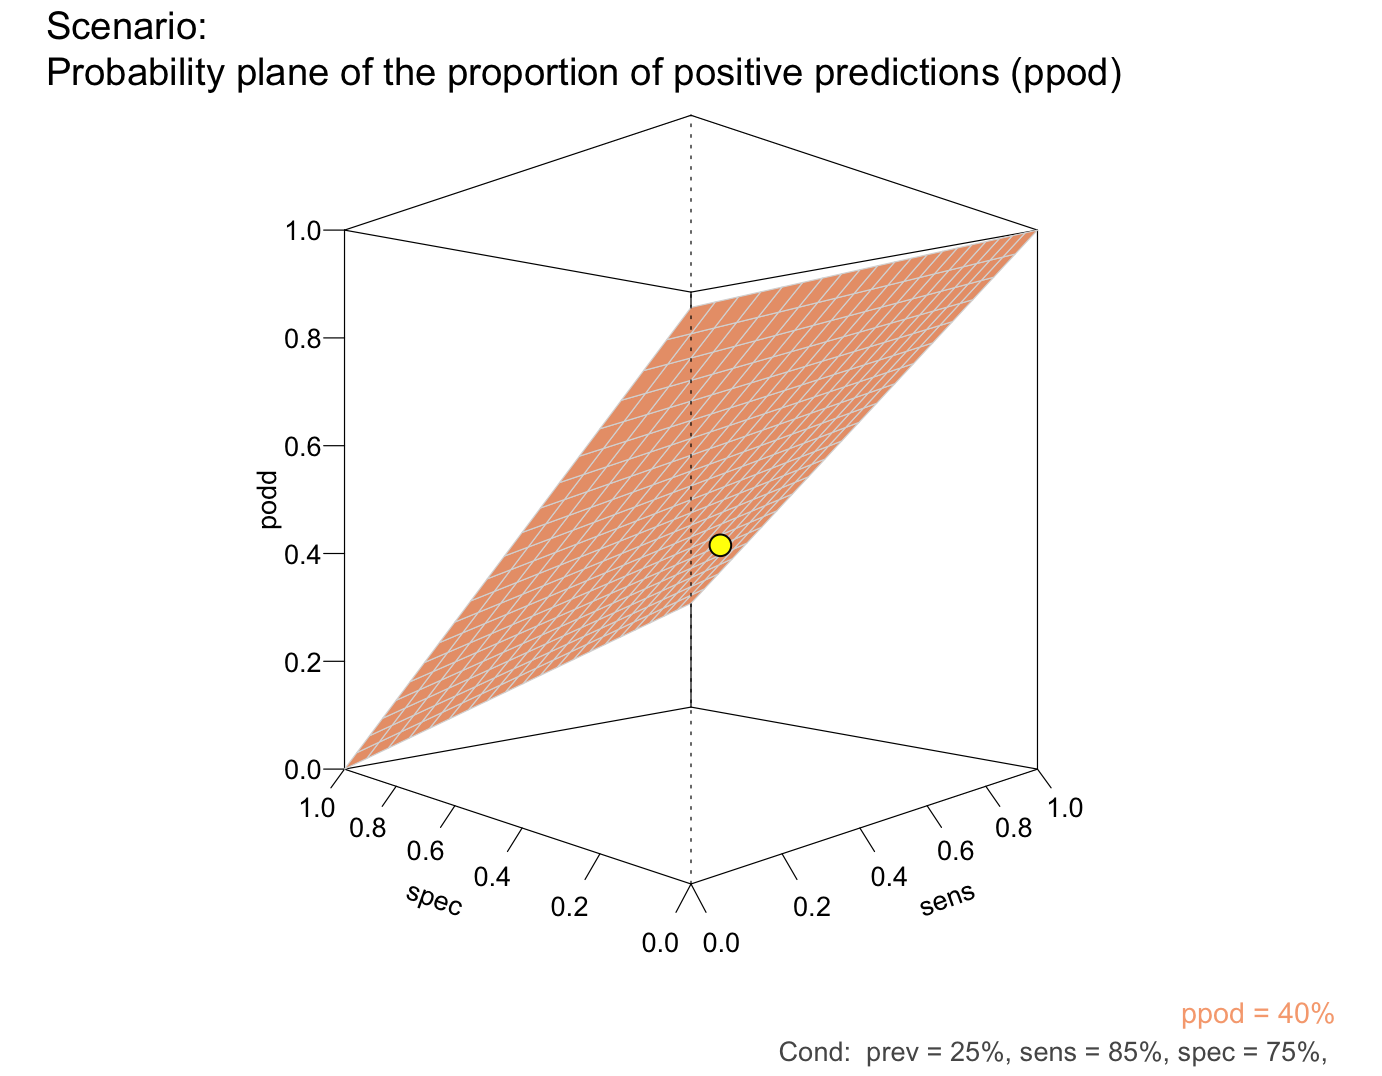 Scenario:
Probability plane of the proportion of positive predictions (ppod)
1.0
0.8
0.6
0.4
0.2
0.0
podd
1.0
0.8
0.6
0.4
0.2
0.0
spec
0.0
0.2
0.4
0.6
0.8
1.0
sens
ppod = 40%
Cond:  prev = 25%, sens = 85%, spec = 75%,